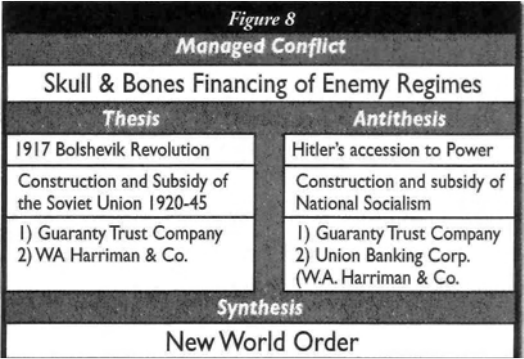 Figure 8
Managed Conflict
Skull & Bones Financing of Enemy Regimes
Thesis
1917 Bolshevik Revolution
Construction and Subsidy of
the Soviet Union 1920-45
1) Guaranty Trust Company
2) WA Harriman & Co.
Antithesis
Hitler's accession to Power
Construction and subsidy of
National Socialism
1) Guaranty Trust Company
2) Union Banking Corp.
(W.A. Harriman & Co.
Synthesis
New World Order